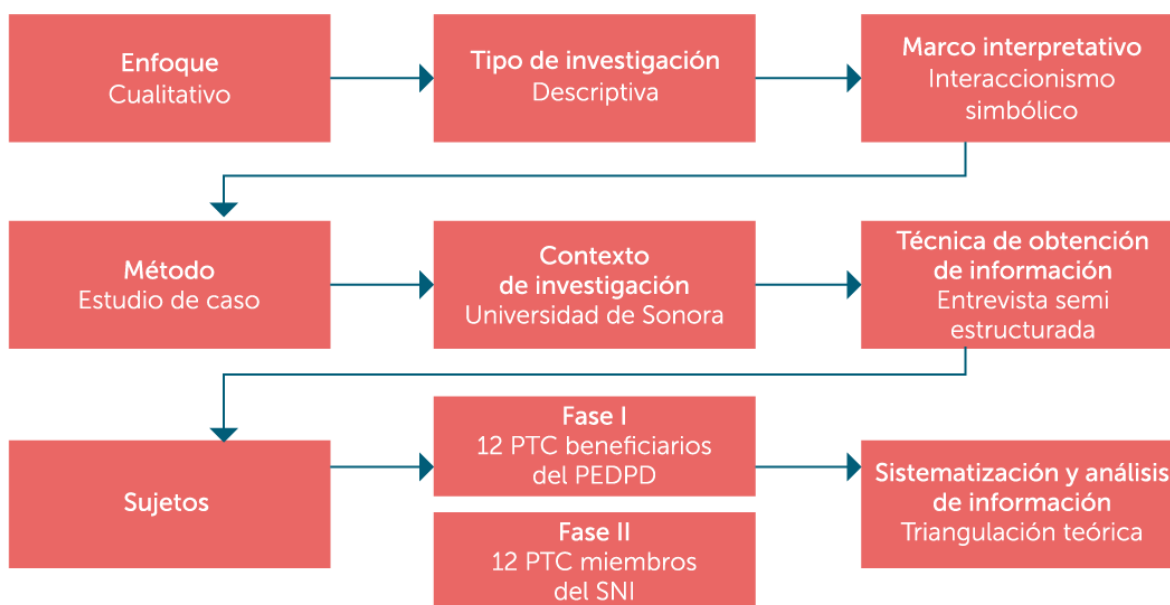 Enfoque
Cualitativo
Tipo de investigación
Descriptiva
Marco interpretativo
Interaccionismo
simbólico
Método
Estudio de caso
Contexto
de investigación
Universidad de Sonora
Técnica de obtención
de información
Entrevista semi
estructurada
Sujetos
Fase I
12 PTC beneficiarios
del PEDPD
Fase II
12 PTC miembros
del SNI
Sistematización y análisis
de información
Triangulación teórica